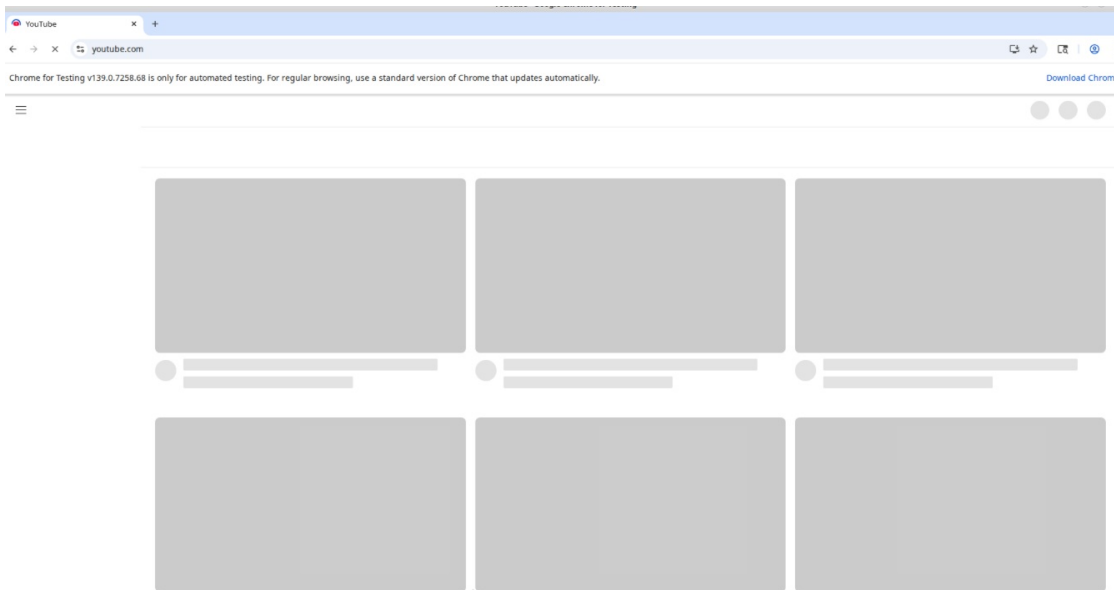 YouTube
youtube.com
Chrome for Testing v139.0.7258.68 is only for automated testing. For regular browsing, use a standard version of Chrome that updates automatically.
Download Chrom